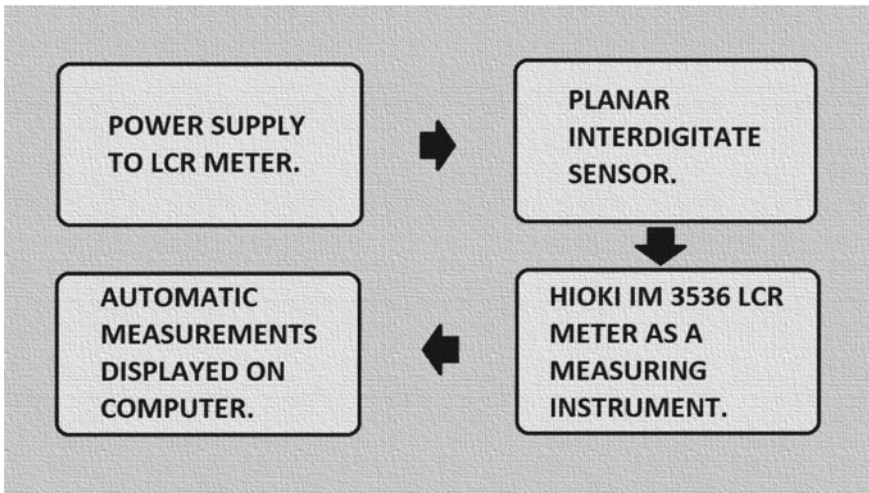 POWER SUPPLY
TO LCR METER.
PLANAR
INTERDIGITATE
SENSOR.
HIOKI IM 3536 LCR
METER AS A
MEASURING
INSTRUMENT.
AUTOMATIC
MEASUREMENTS
DISPLAYED ON
COMPUTER.